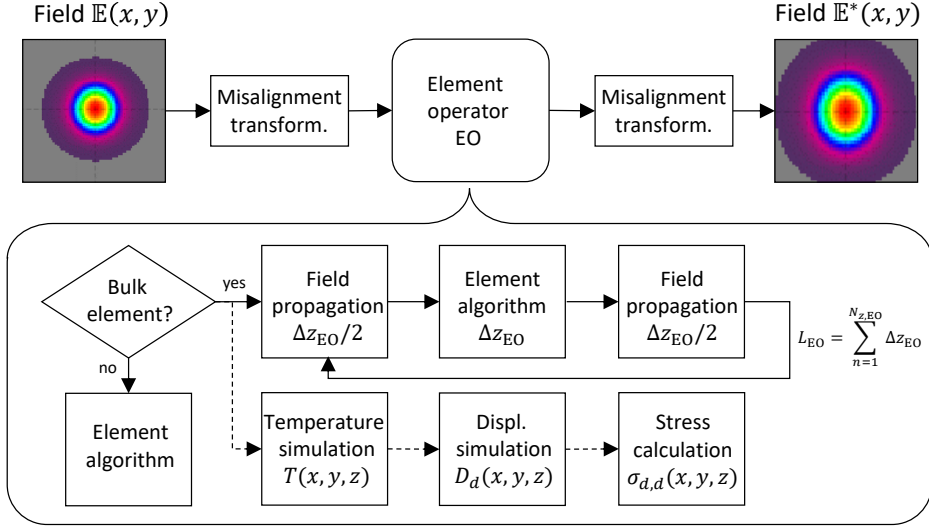 Field 𝔼(x, y)
Field 𝔼*(x, y)
Misalignment
transform.
Element
operator
EO
Misalignment
transform.
Bulk
element?
yes
no
Field
propagation
Δz_EO/2
Element
algorithm
Δz_EO
Field
propagation
Δz_EO/2
L_EO = ∑_{n=1}^{N_{z,EO}} Δz_EO
Element
algorithm
Temperature
simulation
T(x, y, z)
Displ.
simulation
D_d(x, y, z)
Stress
calculation
σ_{d,d}(x, y, z)